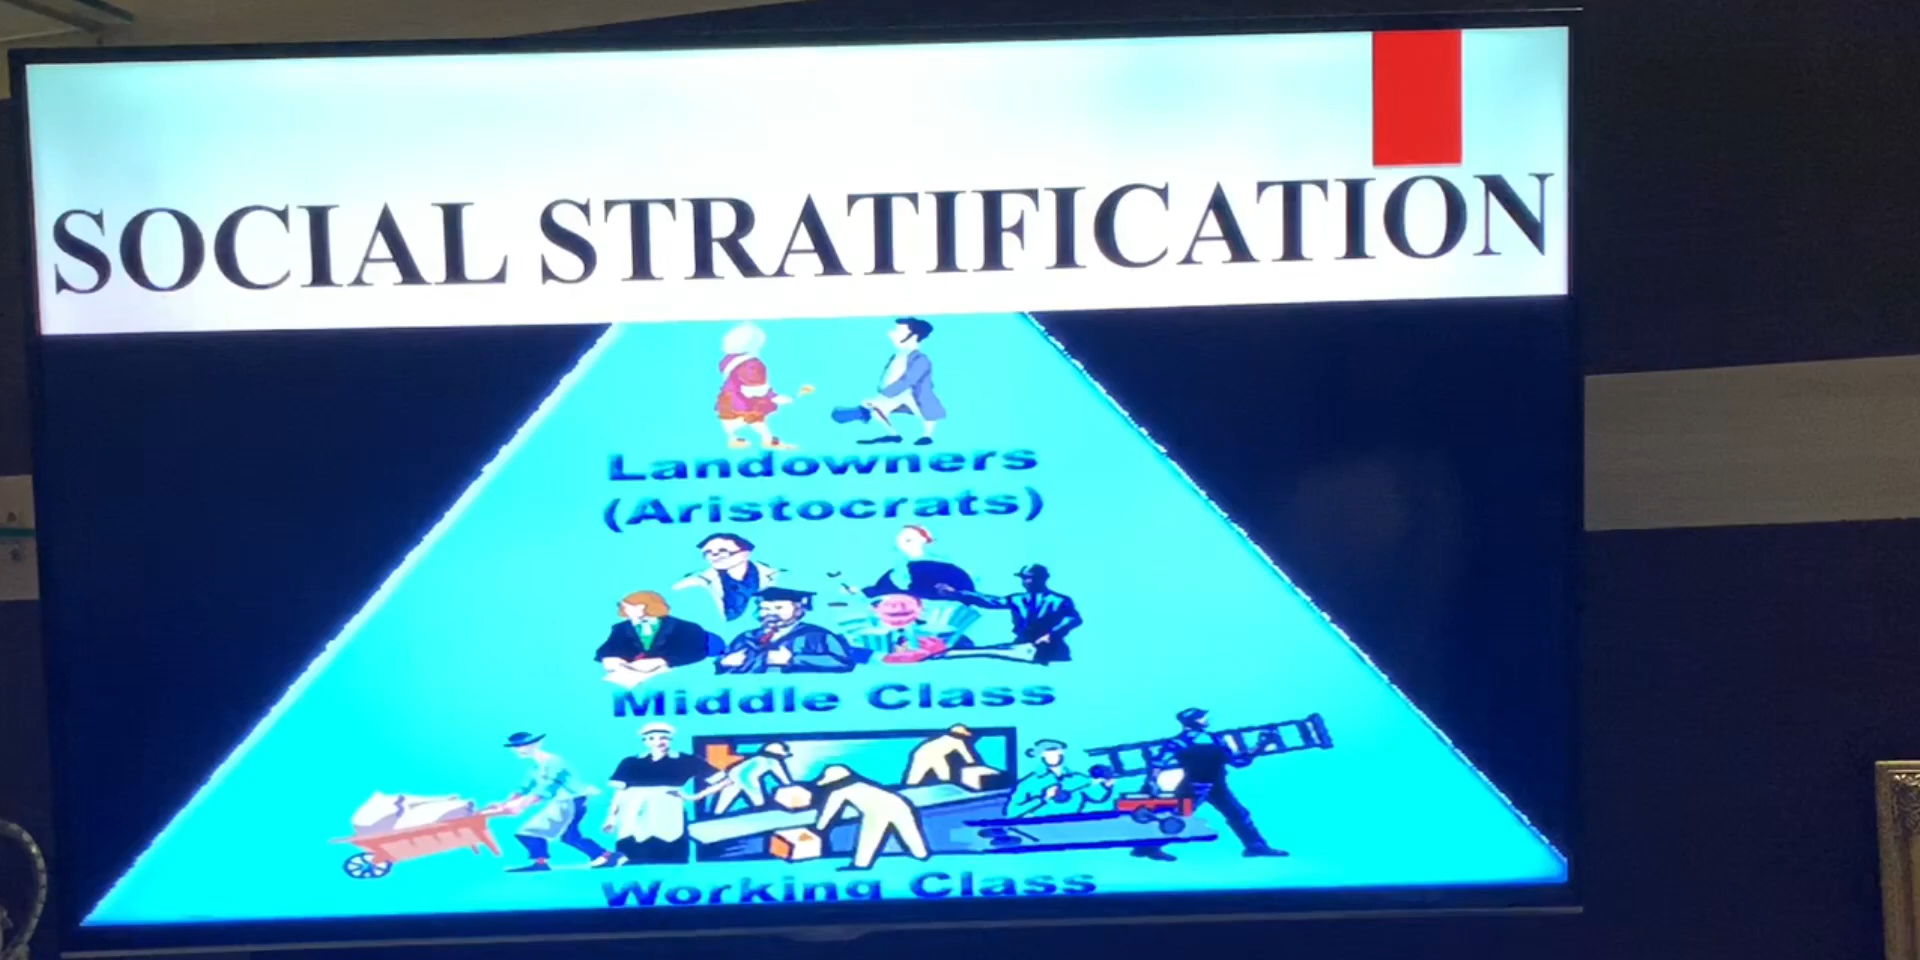 SOCIAL STRATIFICATION
Landowners
(Aristocrats)
Middle Class
Working Class